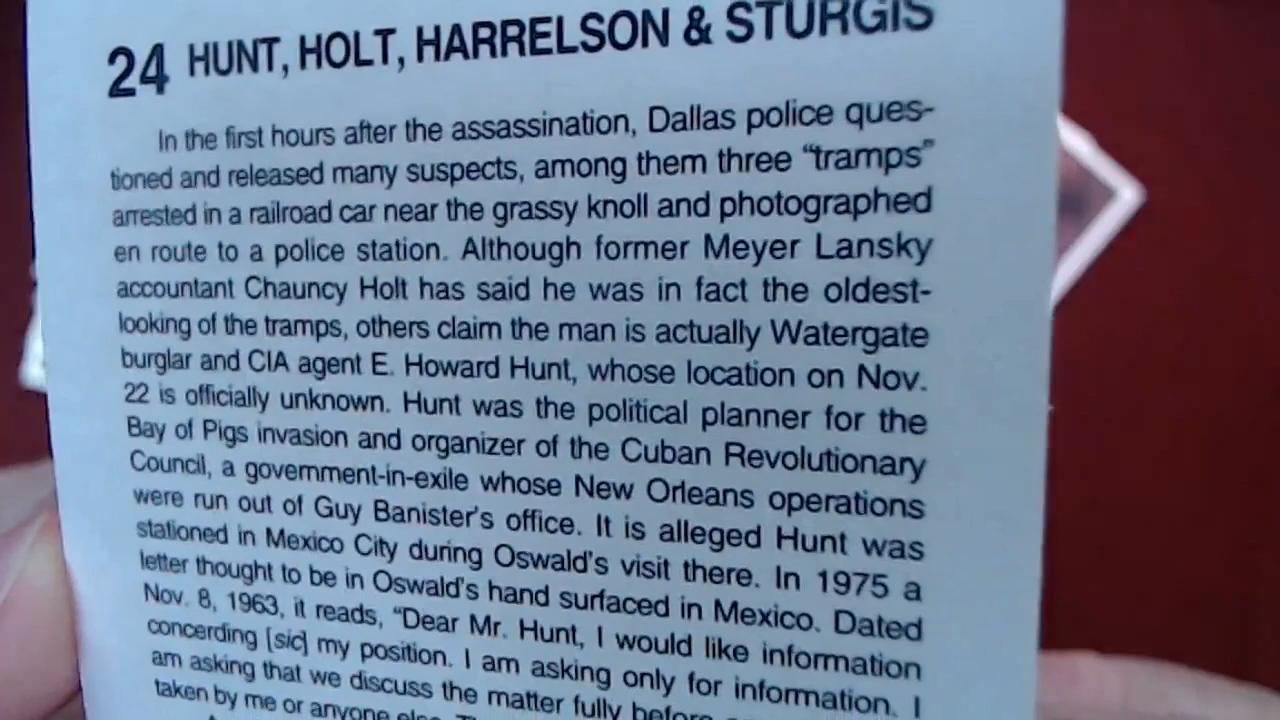 24 HUNT, HOLT, HARRELSON & STURGIS
In the first hours after the assassination, Dallas police ques-
tioned and released many suspects, among them three “tramps”
arrested in a railroad car near the grassy knoll and photographed
en route to a police station. Although former Meyer Lansky
accountant Chauncy Holt has said he was in fact the oldest-
looking of the tramps, others claim the man is actually Watergate
burglar and CIA agent E. Howard Hunt, whose location on Nov.
22 is officially unknown. Hunt was the political planner for the
Bay of Pigs invasion and organizer of the Cuban Revolutionary
Council, a government-in-exile whose New Orleans operations
were run out of Guy Banister's office. It is alleged Hunt was
stationed in Mexico City during Oswald's visit there. In 1975 a
letter thought to be in Oswald's hand surfaced in Mexico. Dated
Nov. 8, 1963, it reads, “Dear Mr. Hunt, I would like information
concerding [sic] my position. I am asking only for information. I
am asking that we discuss the matter fully before
taken by me or anyone